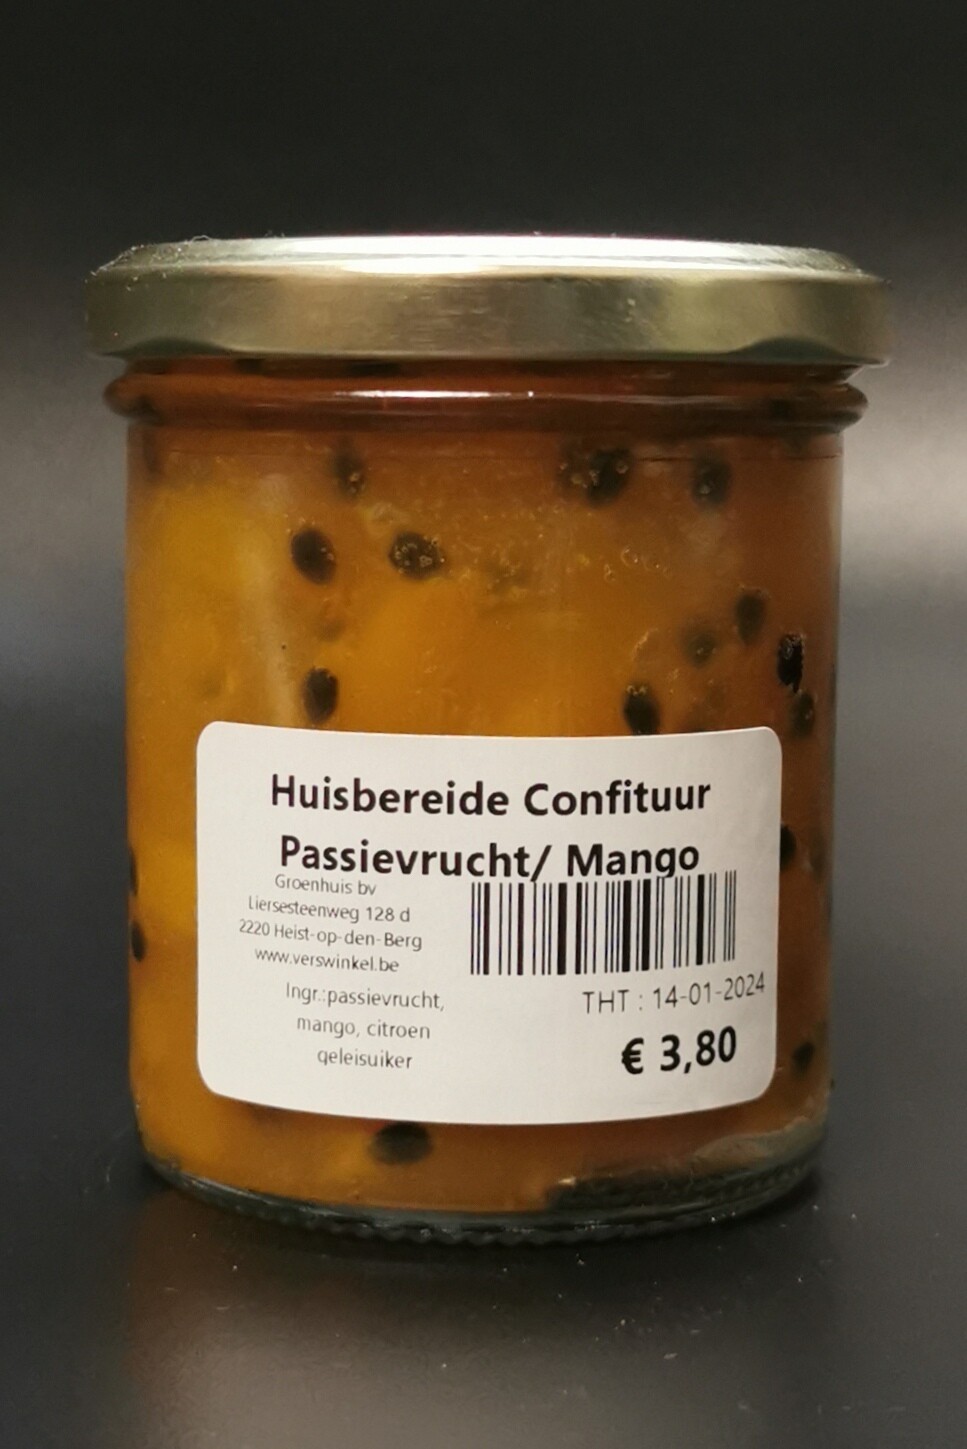 Huisbereide Confituur
Passievrucht/ Mango
Groenhuis bv
Liersesteenweg 128 d
2220 Heist-op-den-Berg
www.verswinkel.be
Ingr.:passievrucht,
mango, citroen
geleisuiker
THT : 14-01-2024
€ 3,80